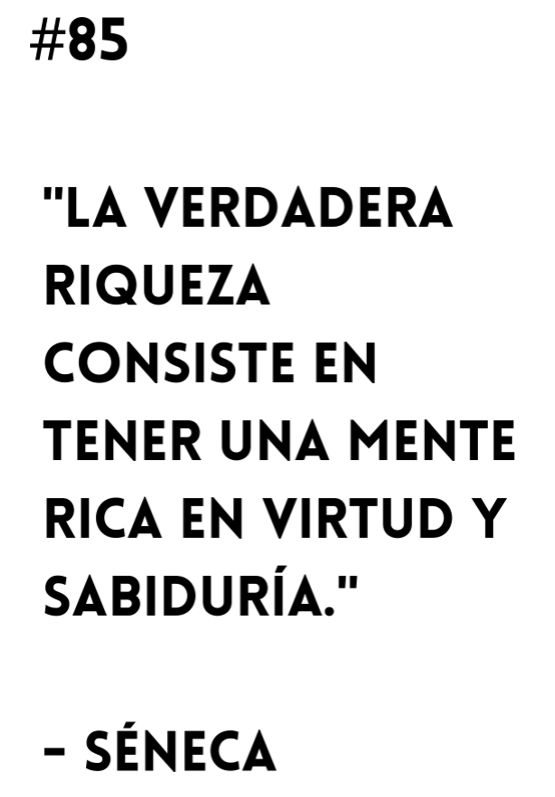 #85
"LA VERDADERA
RIQUEZA
CONSISTE EN
TENER UNA MENTE
RICA EN VIRTUD Y
SABIDURÍA."
- SÉNECA